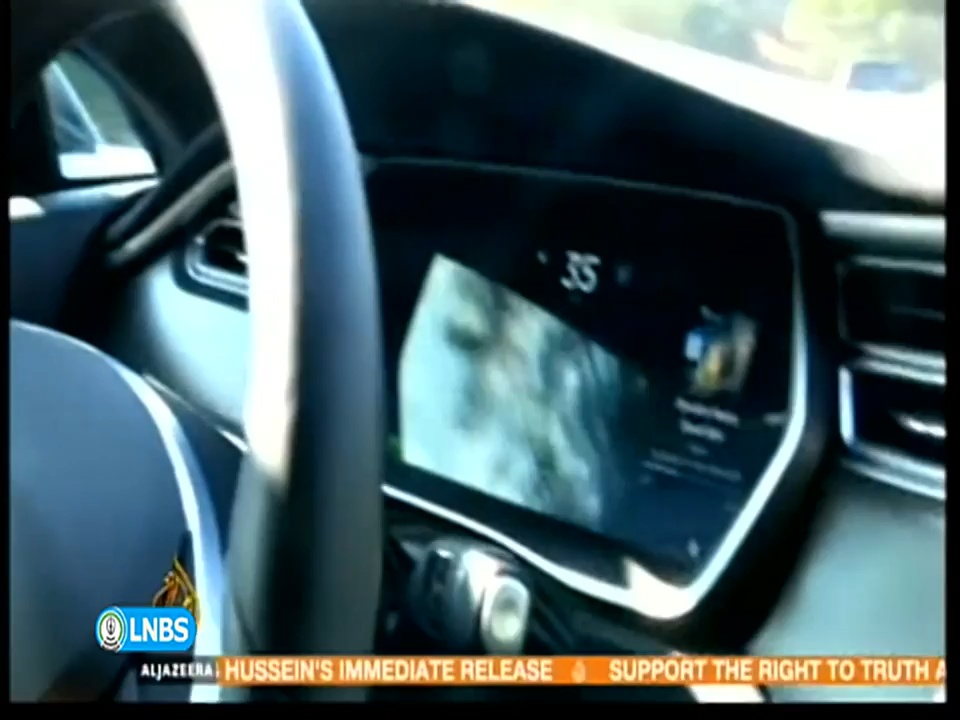 35
LNBS
ALJAZEERA
HUSSEIN'S IMMEDIATE RELEASE SUPPORT THE RIGHT TO TRUTH A